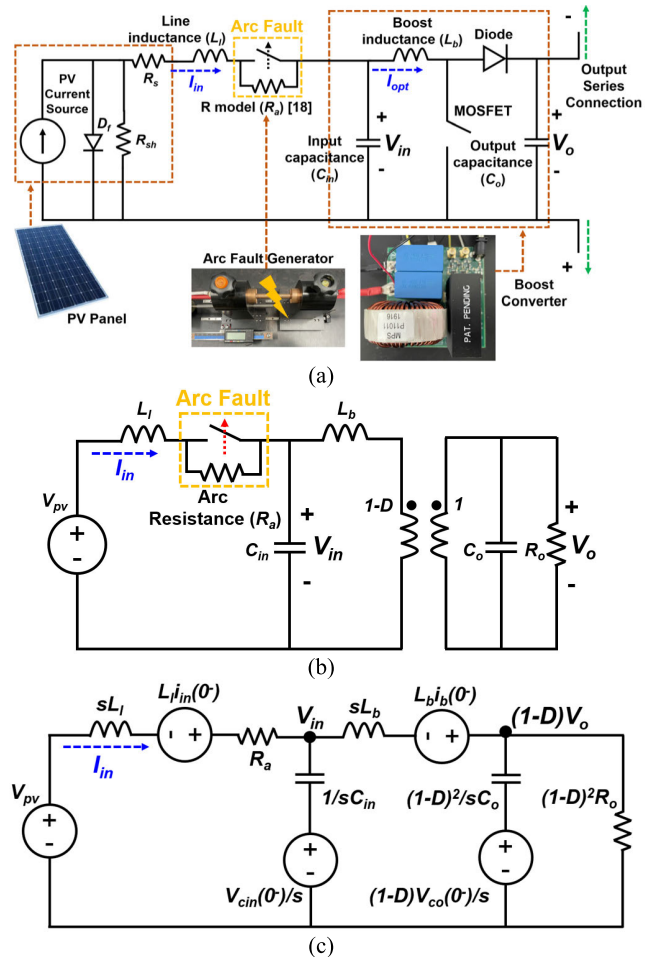 Line inductance (Ll)
Arc Fault
Boost inductance (Lb)
Diode
-
PV Current Source
Rs
Iin
R model (Ra) [18]
Iopt
MOSFET
Output Series Connection
Df
Rsh
Input capacitance (Cin)
+
Vin
-
Output capacitance (Co)
+
Vo
-
+
Arc Fault Generator
Boost Converter
PV Panel
MPS
1916
P11011
PAT. PENDING
(a)
Arc Fault
Ll
Lb
Iin
Vpv
+
-
Arc Resistance (Ra)
Cin
+
Vin
-
1-D
1
Co
Ro
+
Vo
-
(b)
sLl
Lliin(0-)
Vin
sLb
Lbib(0-)
(1-D)Vo
- +
- +
Iin
Ra
Vpv
+
-
1/sCin
(1-D)2/sCo
(1-D)2Ro
+
-
+
-
Vcin(0-)/s
(1-D)Vco(0-)/s
(c)